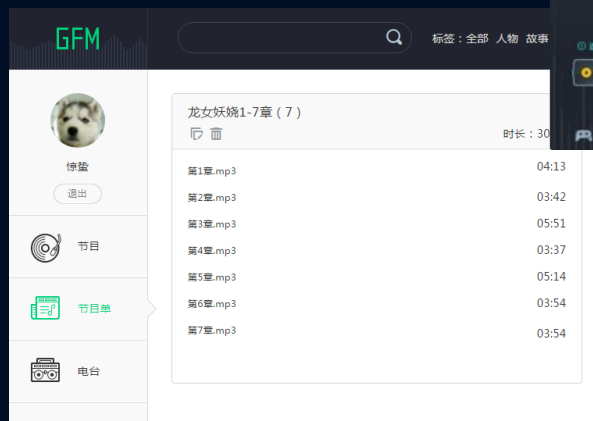 GFM
标签：全部 人物 故事
惊蛰
退出
节目
节目单
电台
龙女妖娆1-7章（7）
时长：30
第1章.mp3 04:13
第2章.mp3 03:42
第3章.mp3 05:51
第4章.mp3 03:37
第5章.mp3 05:14
第6章.mp3 03:54
第7章.mp3 03:54